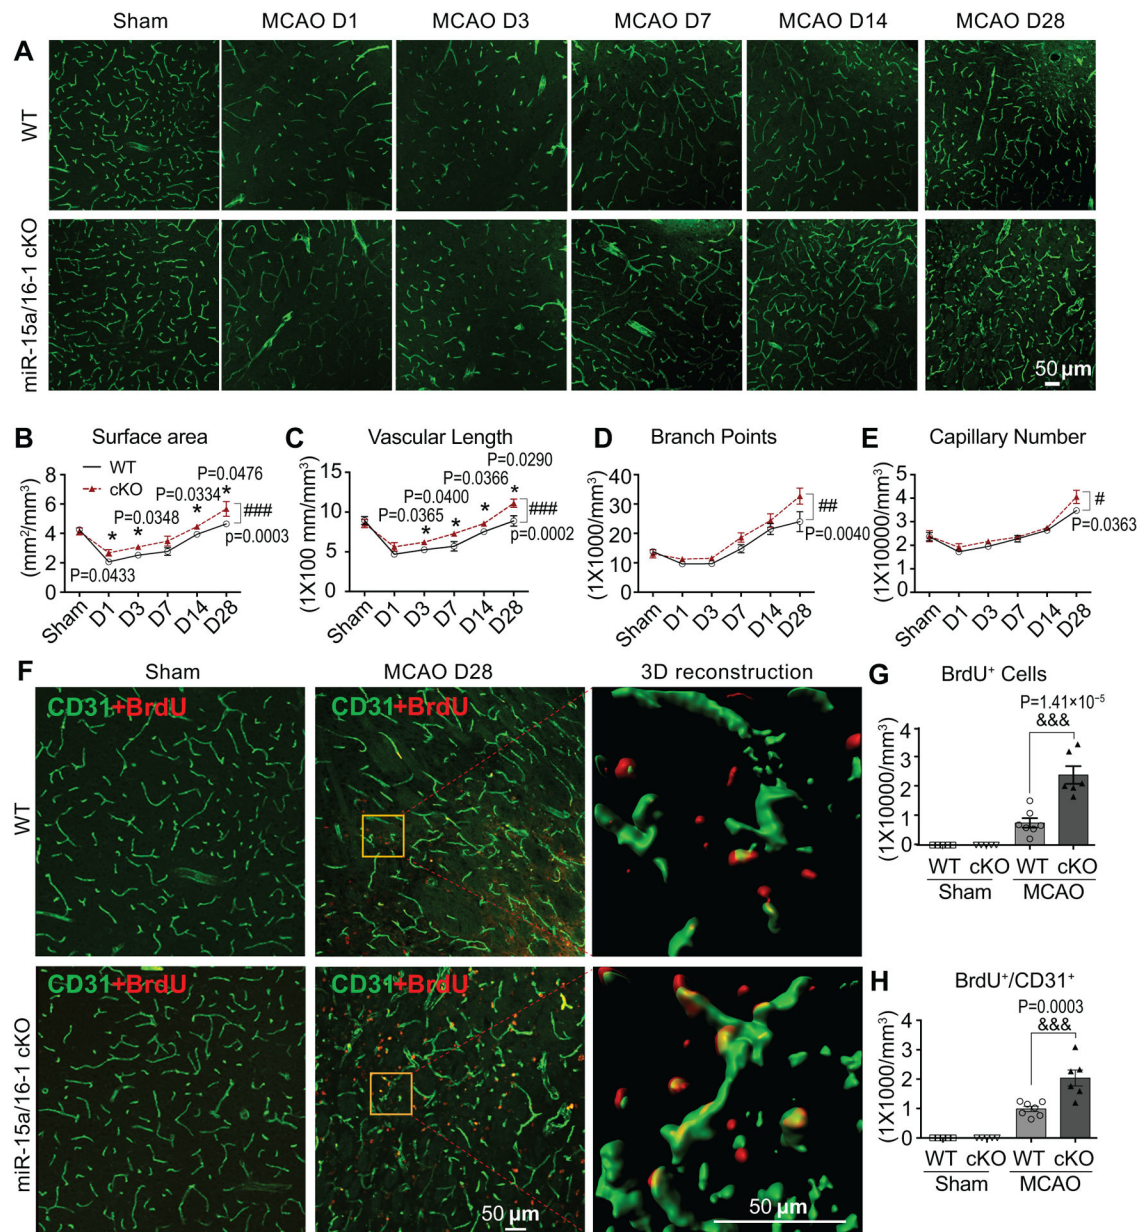 Sham MCAO D1 MCAO D3 MCAO D7 MCAO D14 MCAO D28
A
WT
miR-15a/16-1 cKO
50 µm
B Surface area
(mm²/mm³)
8
6
4
2
0
WT
cKO
P=0.0476
P=0.0334
P=0.0348
P=0.0433
* * * *
###
p=0.0003
Sham D1 D3 D7 D14 D28
C Vascular Length
(1X100 mm/mm³)
15
10
5
0
P=0.0290
P=0.0366
P=0.0400
P=0.0365
* * * *
###
p=0.0002
Sham D1 D3 D7 D14 D28
D Branch Points
(1X1000/mm³)
40
30
20
10
0
##
P=0.0040
Sham D1 D3 D7 D14 D28
E Capillary Number
(1X10000/mm³)
5
4
3
2
1
0
#
P=0.0363
Sham D1 D3 D7 D14 D28
F
Sham MCAO D28 3D reconstruction
WT
CD31+BrdU CD31+BrdU
miR-15a/16-1 cKO
CD31+BrdU CD31+BrdU
50 µm 50 µm
G BrdU⁺ Cells
P=1.41×10⁻⁵
&&&
(1X10000/mm³)
4
3
2
1
0
WT cKO WT cKO
Sham MCAO
H BrdU⁺/CD31⁺
P=0.0003
&&&
(1X1000/mm³)
4
3
2
1
0
WT cKO WT cKO
Sham MCAO